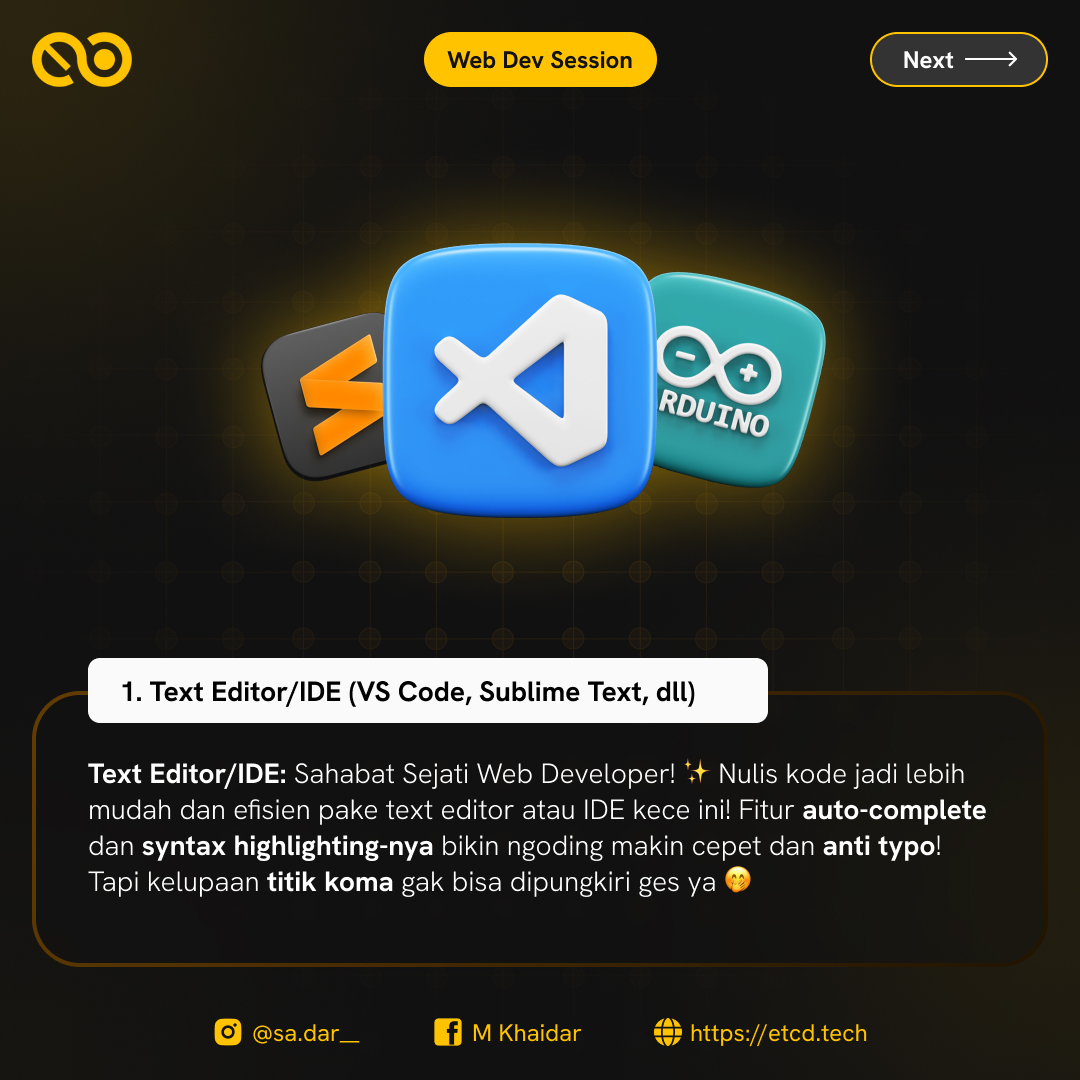 Web Dev Session
Next
RDUINO
1. Text Editor/IDE (VS Code, Sublime Text, dll)
Text Editor/IDE: Sahabat Sejati Web Developer! ✨ Nulis kode jadi lebih
mudah dan efisien pake text editor atau IDE kece ini! Fitur auto-complete
dan syntax highlighting-nya bikin ngoding makin cepet dan anti typo!
Tapi kelupaan titik koma gak bisa dipungkiri ges ya 🤭
@sa.dar__
M Khaidar
https://etcd.tech